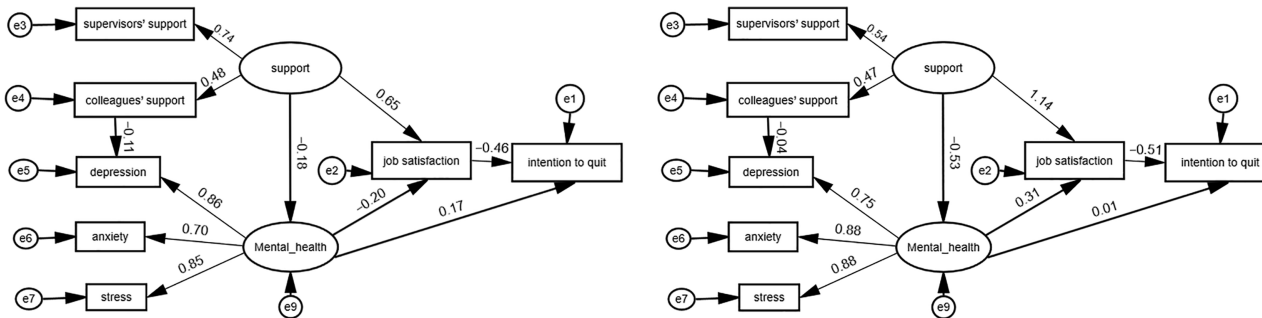 e3
supervisors' support
0.74
support
e4
colleagues' support
0.48
0.65
e1
−0.11
−0.18
e5
depression
e2
job satisfaction
−0.46
intention to quit
0.86
−0.20
0.17
e6
anxiety
0.70
Mental_health
e7
stress
0.85
e9
e3
supervisors' support
0.54
support
e4
colleagues' support
0.47
1.14
e1
−0.04
−0.53
e5
depression
e2
job satisfaction
−0.51
intention to quit
0.75
0.31
0.01
e6
anxiety
0.88
Mental_health
e7
stress
0.88
e9